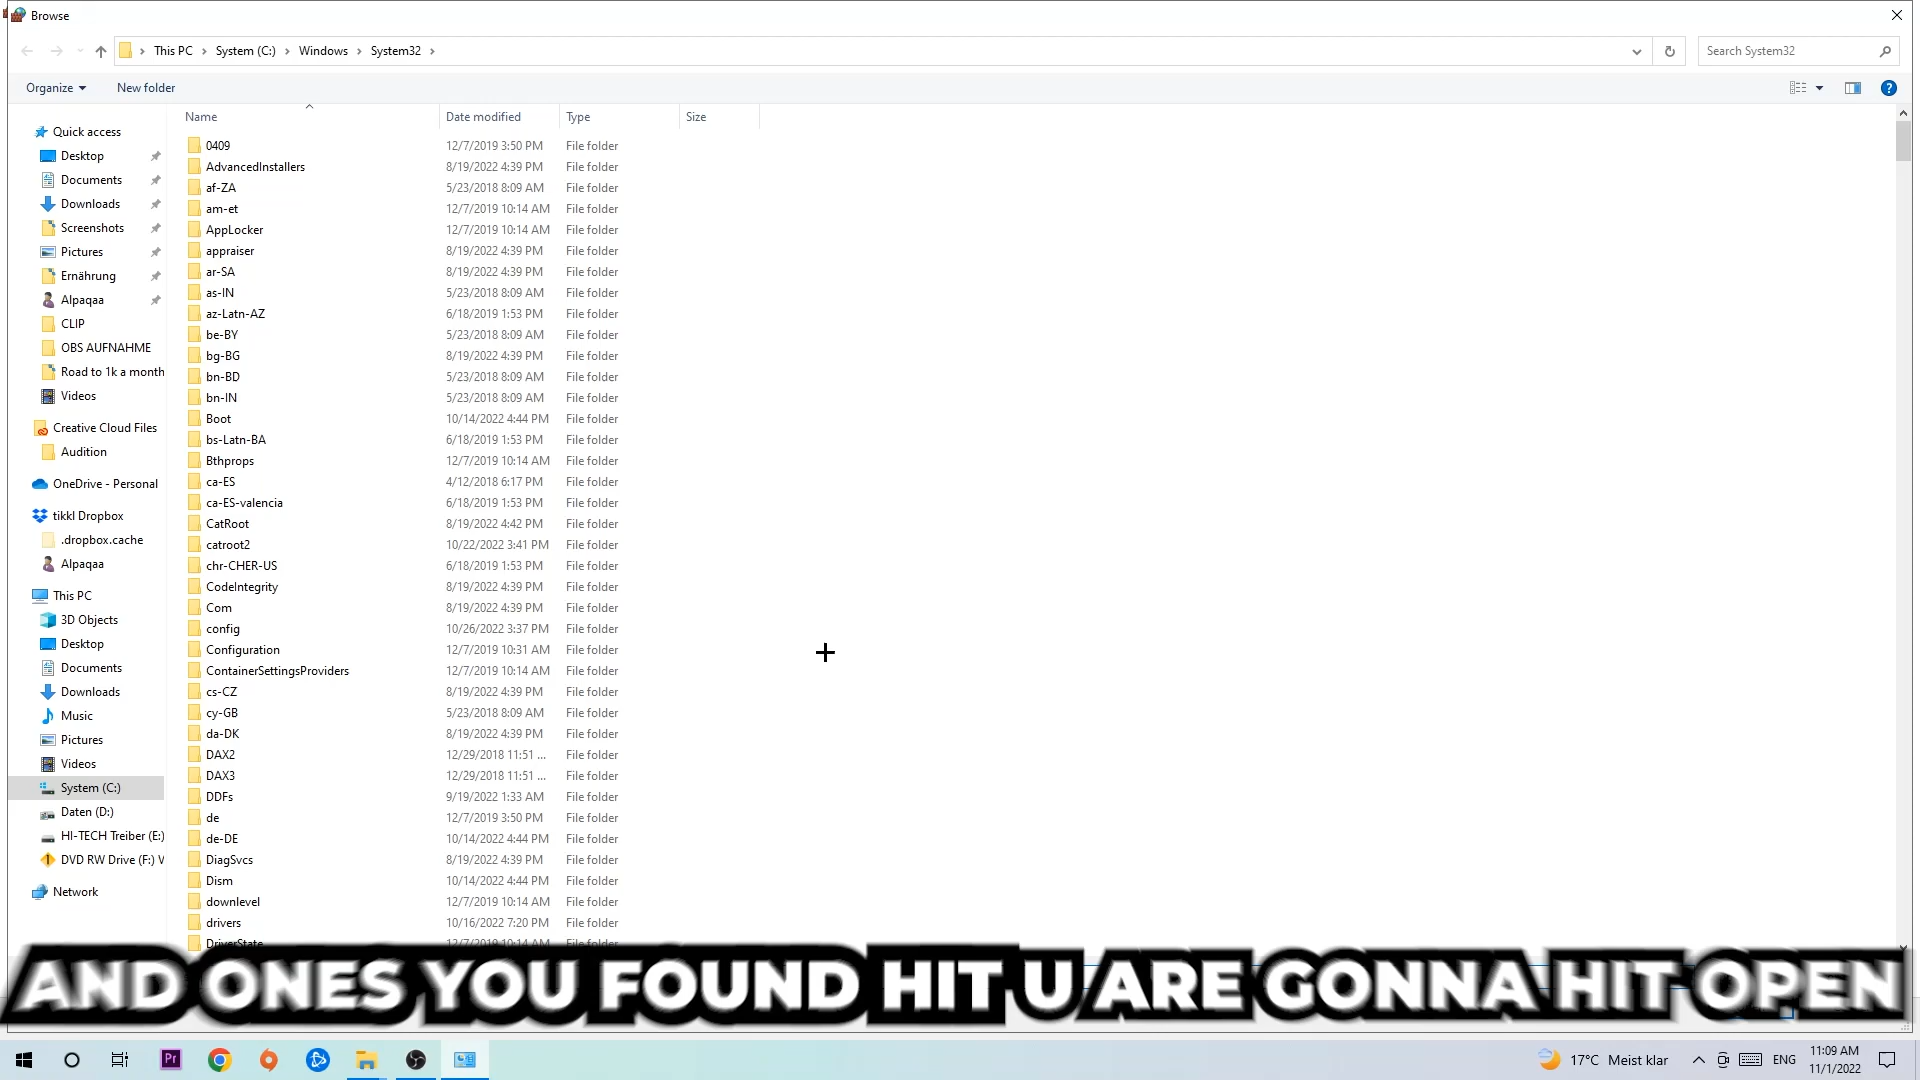 Browse
This PC > System (C:) > Windows > System32 >
Search System32
Organize
New folder
Name Date modified Type Size
Quick access
Desktop
Documents
Downloads
Screenshots
Pictures
Ernährung
Alpaqaa
CLIP
OBS AUFNAHME
Road to 1k a month
Videos
Creative Cloud Files
Audition
OneDrive - Personal
tikkl Dropbox
.dropbox.cache
Alpaqaa
This PC
3D Objects
Desktop
Documents
Downloads
Music
Pictures
Videos
System (C:)
Daten (D:)
HI-TECH Treiber (E:)
DVD RW Drive (F:) V
Network
0409 12/7/2019 3:50 PM File folder
AdvancedInstallers 8/19/2022 4:39 PM File folder
af-ZA 5/23/2018 8:09 AM File folder
am-et 12/7/2019 10:14 AM File folder
AppLocker 12/7/2019 10:14 AM File folder
appraiser 8/19/2022 4:39 PM File folder
ar-SA 8/19/2022 4:39 PM File folder
as-IN 5/23/2018 8:09 AM File folder
az-Latn-AZ 6/18/2019 1:53 PM File folder
be-BY 5/23/2018 8:09 AM File folder
bg-BG 8/19/2022 4:39 PM File folder
bn-BD 5/23/2018 8:09 AM File folder
bn-IN 5/23/2018 8:09 AM File folder
Boot 10/14/2022 4:44 PM File folder
bs-Latn-BA 6/18/2019 1:53 PM File folder
Bthprops 12/7/2019 10:14 AM File folder
ca-ES 4/12/2018 6:17 PM File folder
ca-ES-valencia 6/18/2019 1:53 PM File folder
CatRoot 8/19/2022 4:42 PM File folder
catroot2 10/22/2022 3:41 PM File folder
chr-CHER-US 6/18/2019 1:53 PM File folder
CodeIntegrity 8/19/2022 4:39 PM File folder
Com 8/19/2022 4:39 PM File folder
config 10/26/2022 3:37 PM File folder
Configuration 12/7/2019 10:31 AM File folder
ContainerSettingsProviders 12/7/2019 10:14 AM File folder
cs-CZ 8/19/2022 4:39 PM File folder
cy-GB 5/23/2018 8:09 AM File folder
da-DK 8/19/2022 4:39 PM File folder
DAX2 12/29/2018 11:51 ... File folder
DAX3 12/29/2018 11:51 ... File folder
DDFs 9/19/2022 1:33 AM File folder
de 12/7/2019 3:50 PM File folder
de-DE 10/14/2022 4:44 PM File folder
DiagSvcs 8/19/2022 4:39 PM File folder
Dism 10/14/2022 4:44 PM File folder
downlevel 12/7/2019 10:14 AM File folder
drivers 10/16/2022 7:20 PM File folder
DriverState 12/7/2019 10:14 AM File folder
AND ONES YOU FOUND HIT U ARE GONNA HIT OPEN
Pr
17°C Meist klar
ENG
11:09 AM
11/1/2022